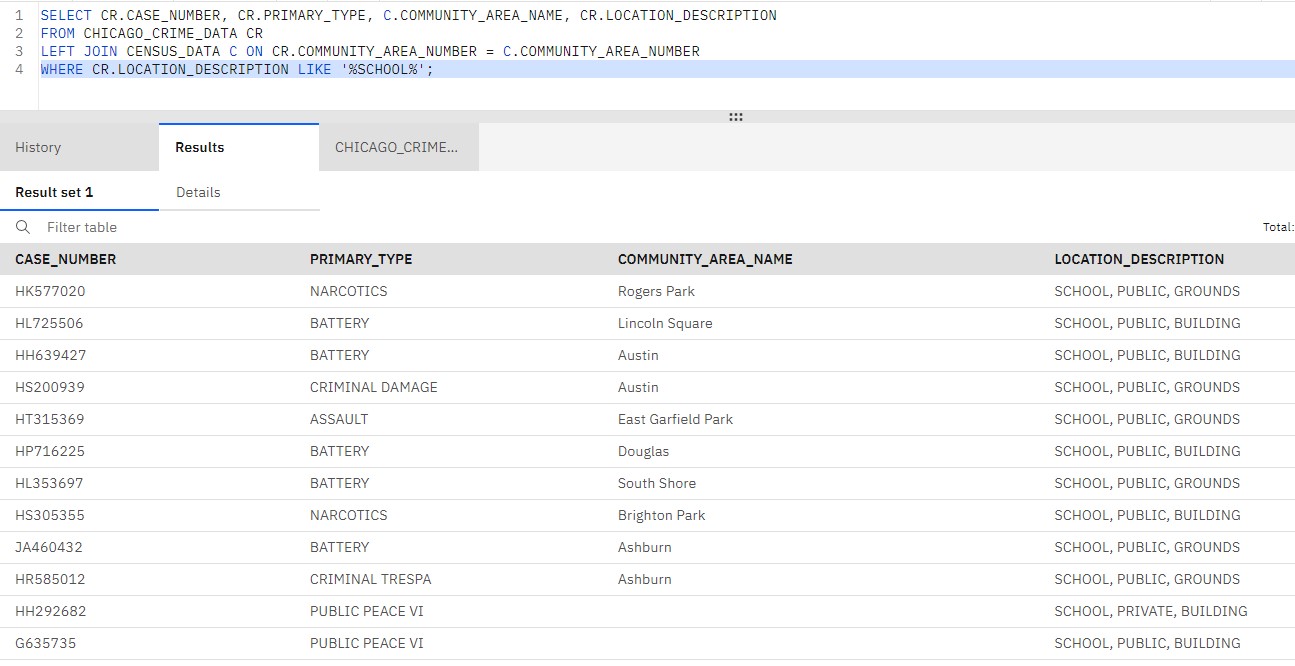 1 SELECT CR.CASE_NUMBER, CR.PRIMARY_TYPE, C.COMMUNITY_AREA_NAME, CR.LOCATION_DESCRIPTION
2 FROM CHICAGO_CRIME_DATA CR
3 LEFT JOIN CENSUS_DATA C ON CR.COMMUNITY_AREA_NUMBER = C.COMMUNITY_AREA_NUMBER
4 WHERE CR.LOCATION_DESCRIPTION LIKE '%SCHOOL%';
History Results CHICAGO_CRIME...
Result set 1 Details
Filter table Total:
CASE_NUMBER PRIMARY_TYPE COMMUNITY_AREA_NAME LOCATION_DESCRIPTION
HK577020 NARCOTICS Rogers Park SCHOOL, PUBLIC, GROUNDS
HL725506 BATTERY Lincoln Square SCHOOL, PUBLIC, BUILDING
HH639427 BATTERY Austin SCHOOL, PUBLIC, BUILDING
HS200939 CRIMINAL DAMAGE Austin SCHOOL, PUBLIC, GROUNDS
HT315369 ASSAULT East Garfield Park SCHOOL, PUBLIC, GROUNDS
HP716225 BATTERY Douglas SCHOOL, PUBLIC, BUILDING
HL353697 BATTERY South Shore SCHOOL, PUBLIC, GROUNDS
HS305355 NARCOTICS Brighton Park SCHOOL, PUBLIC, BUILDING
JA460432 BATTERY Ashburn SCHOOL, PUBLIC, GROUNDS
HR585012 CRIMINAL TRESPA Ashburn SCHOOL, PUBLIC, GROUNDS
HH292682 PUBLIC PEACE VI SCHOOL, PRIVATE, BUILDING
G635735 PUBLIC PEACE VI SCHOOL, PUBLIC, BUILDING